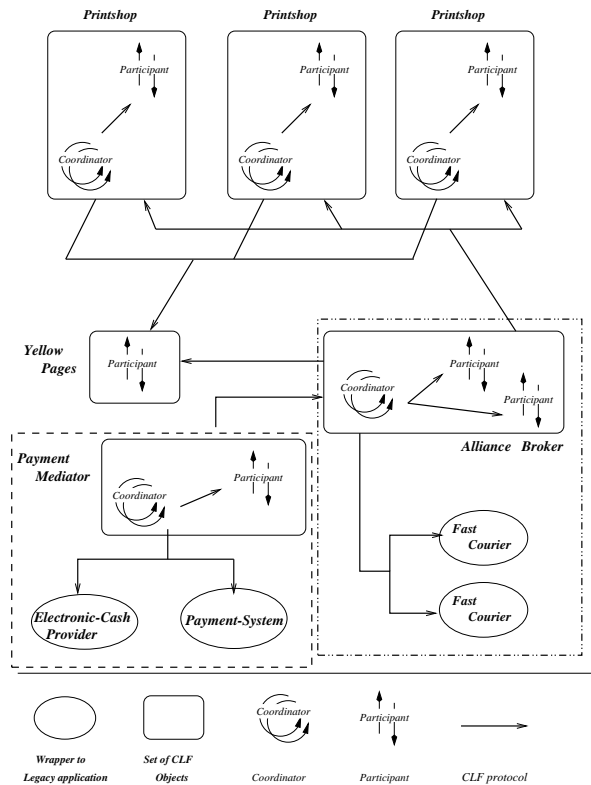 Printshop
Printshop
Printshop
Participant
Participant
Participant
Coordinator
Coordinator
Coordinator
Yellow
Pages
Participant
Participant
Coordinator
Participant
Alliance Broker
Payment
Mediator
Participant
Coordinator
Fast
Courier
Fast
Courier
Electronic-Cash
Provider
Payment-System
Coordinator
Participant
Wrapper to
Legacy application
Set of CLF
Objects
Coordinator
Participant
CLF protocol